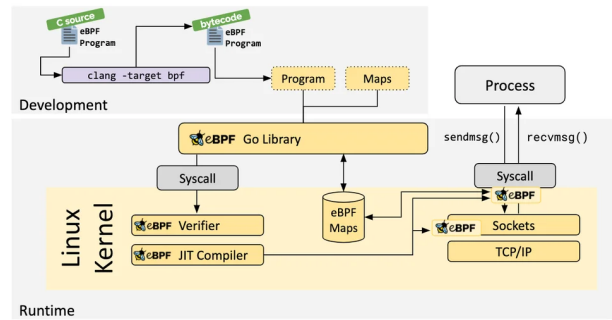 C source
eBPF
Program
bytecode
eBPF
Program
clang -target bpf
Program
Maps
Development
Process
sendmsg()
recvmsg()
eBPF Go Library
Syscall
Syscall
eBPF
Linux
Kernel
eBPF Verifier
eBPF
Maps
eBPF
Sockets
eBPF JIT Compiler
TCP/IP
Runtime